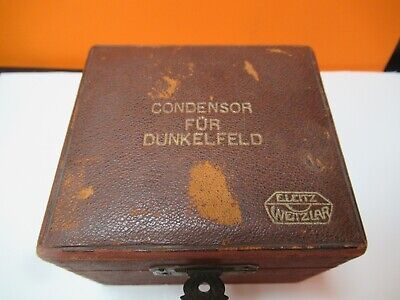 CONDENSOR
FÜR
DUNKELFELD
E. LEITZ
WETZLAR